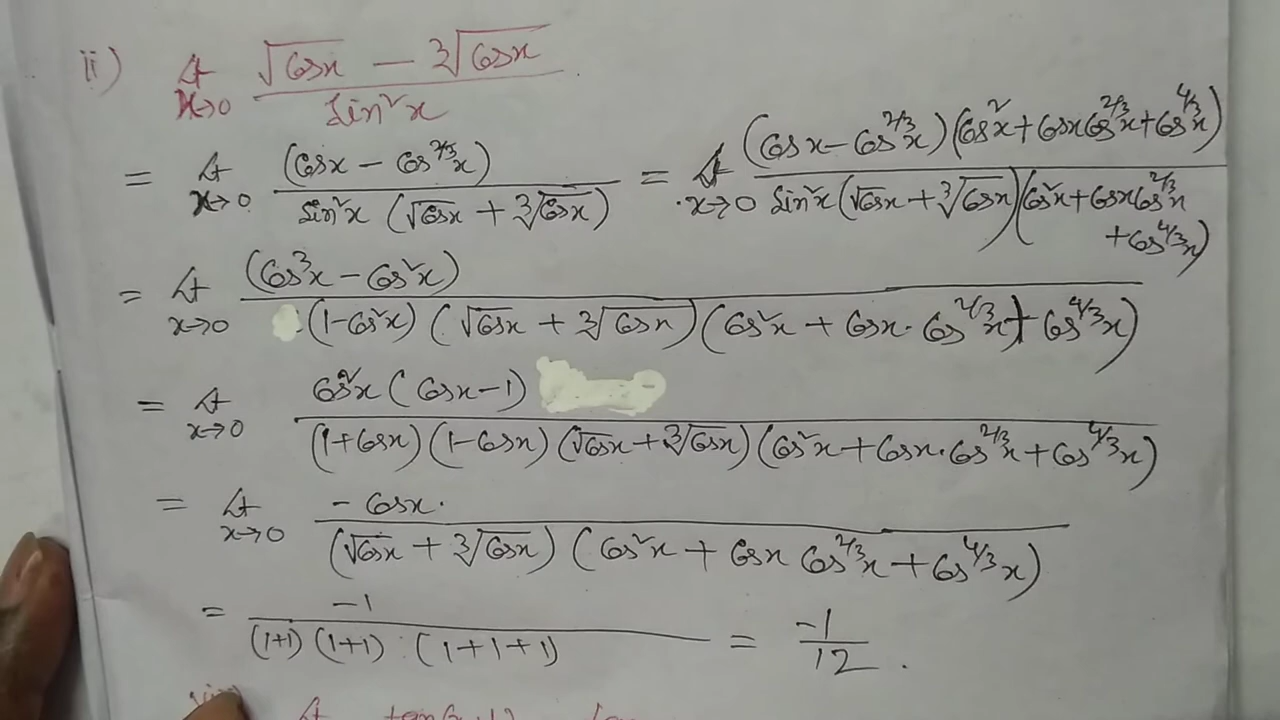 ii) Lt x→0 (√Cosx − ∛Cosx) / Sin²x
= Lt x→0 (Cosx − Cos^2/3 x) / Sin²x (√Cosx + ∛Cosx) = Lt x→0 (Cosx − Cos^2/3 x)(Cos²x + Cosx Cos^2/3 x + Cos^4/3 x) / Sin²x (√Cosx + ∛Cosx)(Cos²x + Cosx Cos^2/3 x + Cos^4/3 x)
= Lt x→0 (Cos³x − Cos²x) / (1−Cos²x) (√Cosx + ∛Cosx) (Cos²x + Cosx · Cos^2/3 x + Cos^4/3 x)
= Lt x→0 Cos²x (Cosx−1) / (1+Cosx) (1−Cosx) (√Cosx + ∛Cosx) (Cos²x + Cosx · Cos^2/3 x + Cos^4/3 x)
= Lt x→0 − Cosx · / (√Cosx + ∛Cosx) (Cos²x + Cosx Cos^2/3 x + Cos^4/3 x)
= −1 / (1+1) (1+1) · (1+1+1) = −1 / 12 .
Lt